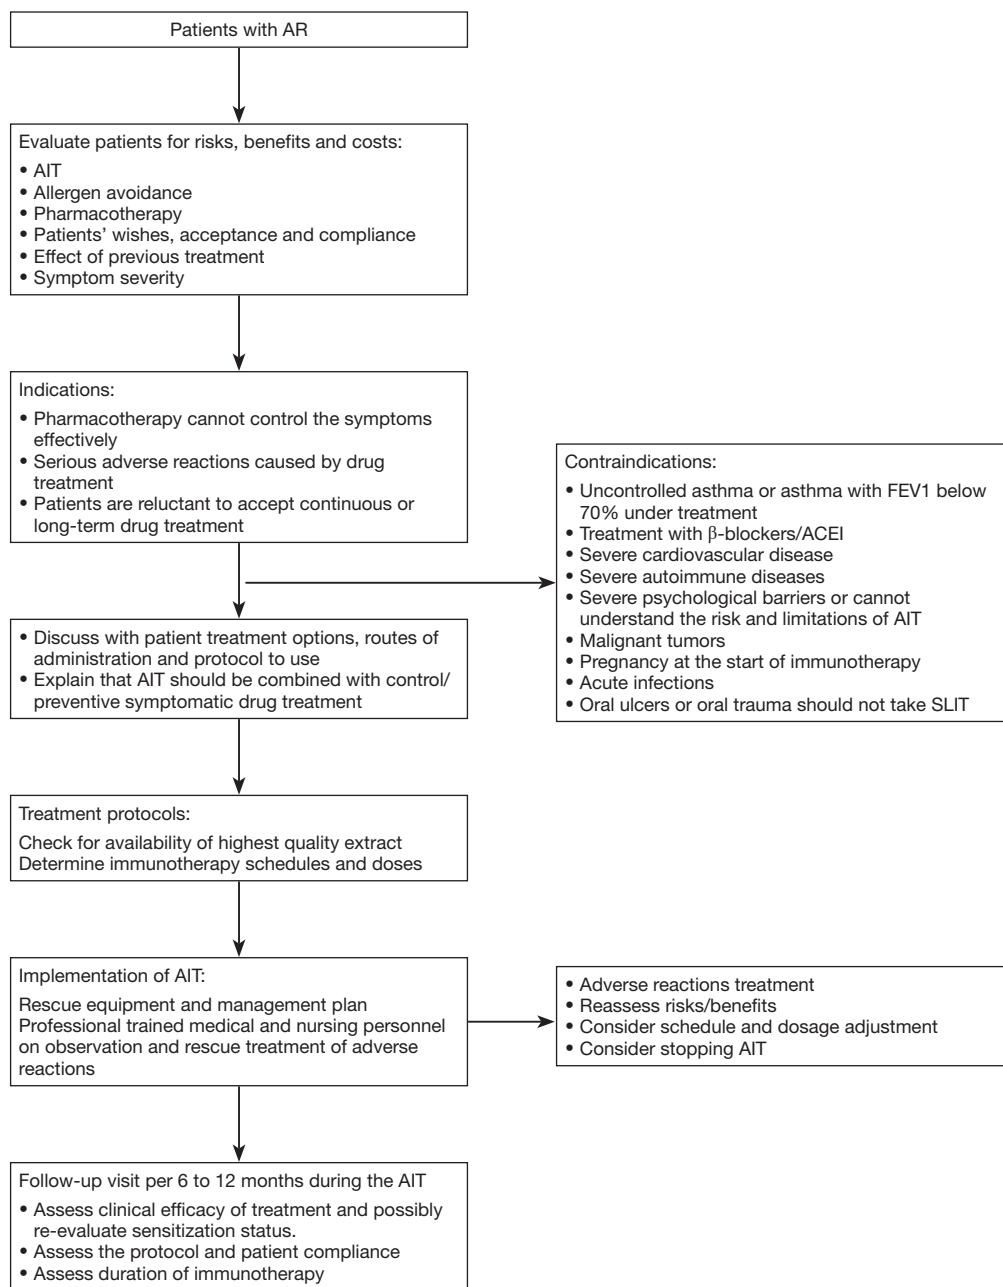 Patients with AR
Evaluate patients for risks, benefits and costs:
• AIT
• Allergen avoidance
• Pharmacotherapy
• Patients’ wishes, acceptance and compliance
• Effect of previous treatment
• Symptom severity
Indications:
• Pharmacotherapy cannot control the symptoms
effectively
• Serious adverse reactions caused by drug
treatment
• Patients are reluctant to accept continuous or
long-term drug treatment
Contraindications:
• Uncontrolled asthma or asthma with FEV1 below
70% under treatment
• Treatment with β-blockers/ACEI
• Severe cardiovascular disease
• Severe autoimmune diseases
• Severe psychological barriers or cannot
understand the risk and limitations of AIT
• Malignant tumors
• Pregnancy at the start of immunotherapy
• Acute infections
• Oral ulcers or oral trauma should not take SLIT
• Discuss with patient treatment options, routes of
administration and protocol to use
• Explain that AIT should be combined with control/
preventive symptomatic drug treatment
Treatment protocols:
Check for availability of highest quality extract
Determine immunotherapy schedules and doses
Implementation of AIT:
Rescue equipment and management plan
Professional trained medical and nursing personnel
on observation and rescue treatment of adverse
reactions
• Adverse reactions treatment
• Reassess risks/benefits
• Consider schedule and dosage adjustment
• Consider stopping AIT
Follow-up visit per 6 to 12 months during the AIT
• Assess clinical efficacy of treatment and possibly
re-evaluate sensitization status.
• Assess the protocol and patient compliance
• Assess duration of immunotherapy